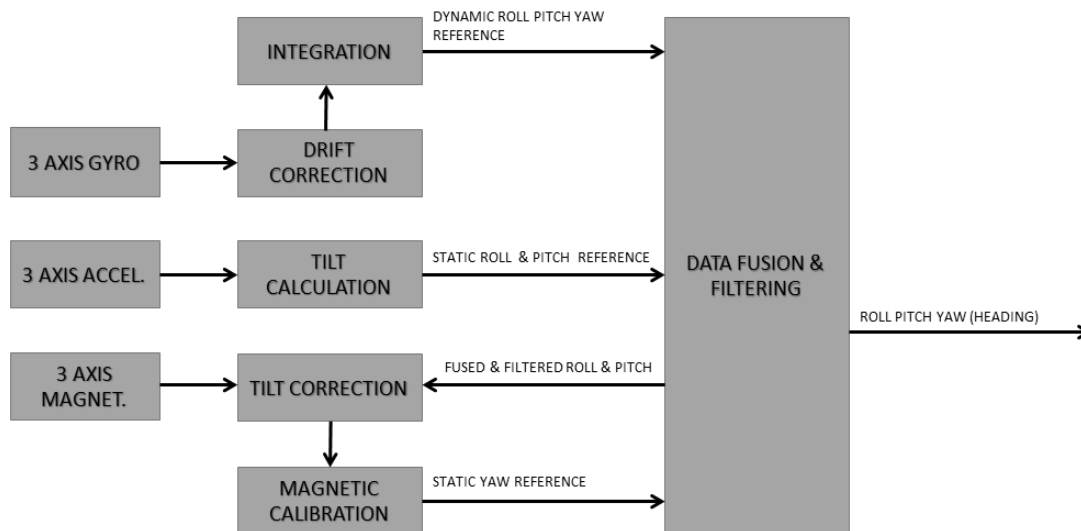 DYNAMIC ROLL PITCH YAW
REFERENCE
INTEGRATION
3 AXIS GYRO
DRIFT
CORRECTION
3 AXIS ACCEL.
TILT
CALCULATION
STATIC ROLL & PITCH REFERENCE
DATA FUSION &
FILTERING
ROLL PITCH YAW (HEADING)
3 AXIS
MAGNET.
TILT CORRECTION
FUSED & FILTERED ROLL & PITCH
MAGNETIC
CALIBRATION
STATIC YAW REFERENCE